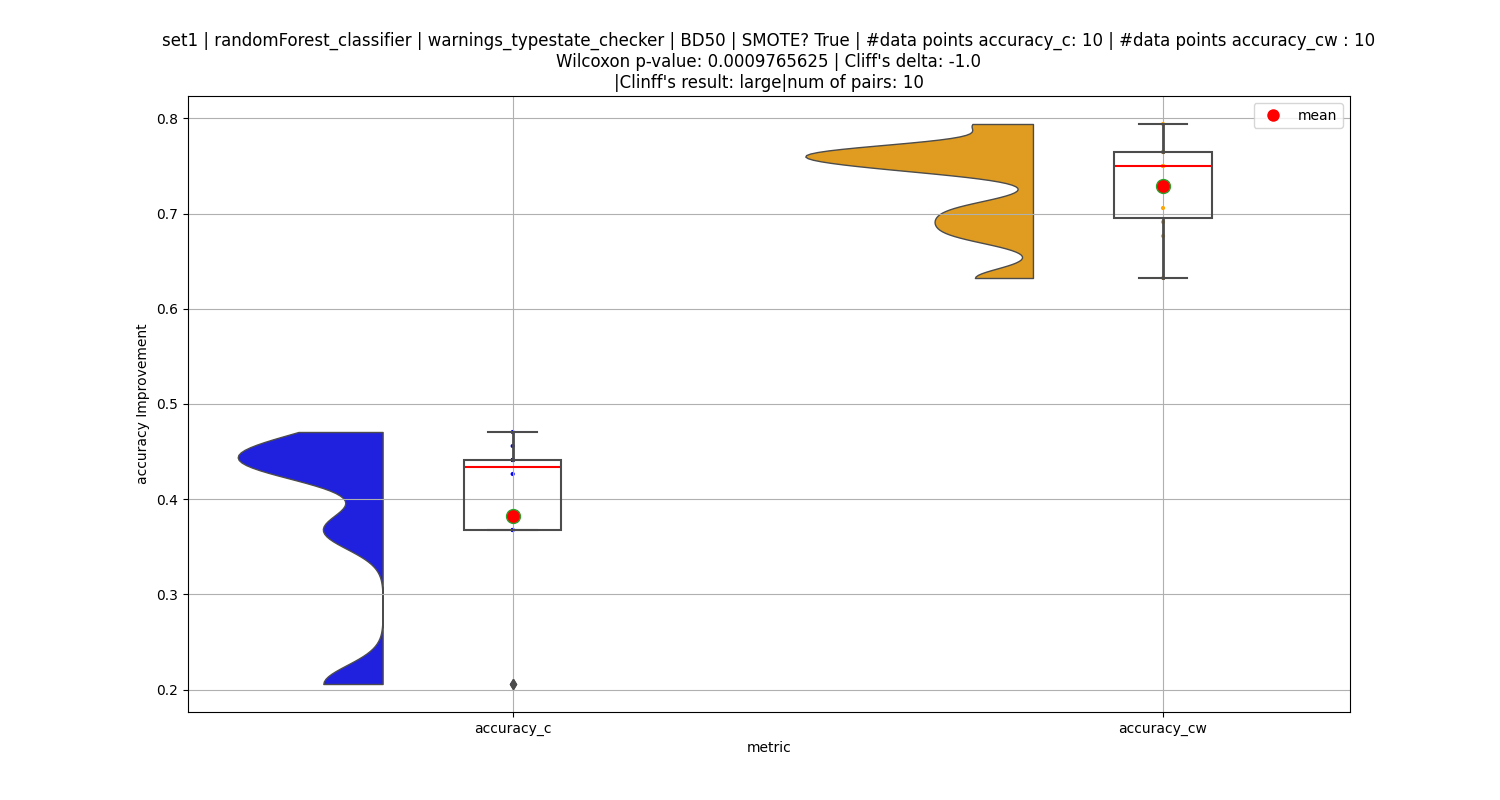 set1 | randomForest_classifier | warnings_typestate_checker | BD50 | SMOTE? True | #data points accuracy_c: 10 | #data points accuracy_cw : 10
Wilcoxon p-value: 0.0009765625 | Cliff's delta: -1.0
|Clinff's result: large|num of pairs: 10
mean
accuracy Improvement
0.8
0.7
0.6
0.5
0.4
0.3
0.2
accuracy_c
accuracy_cw
metric